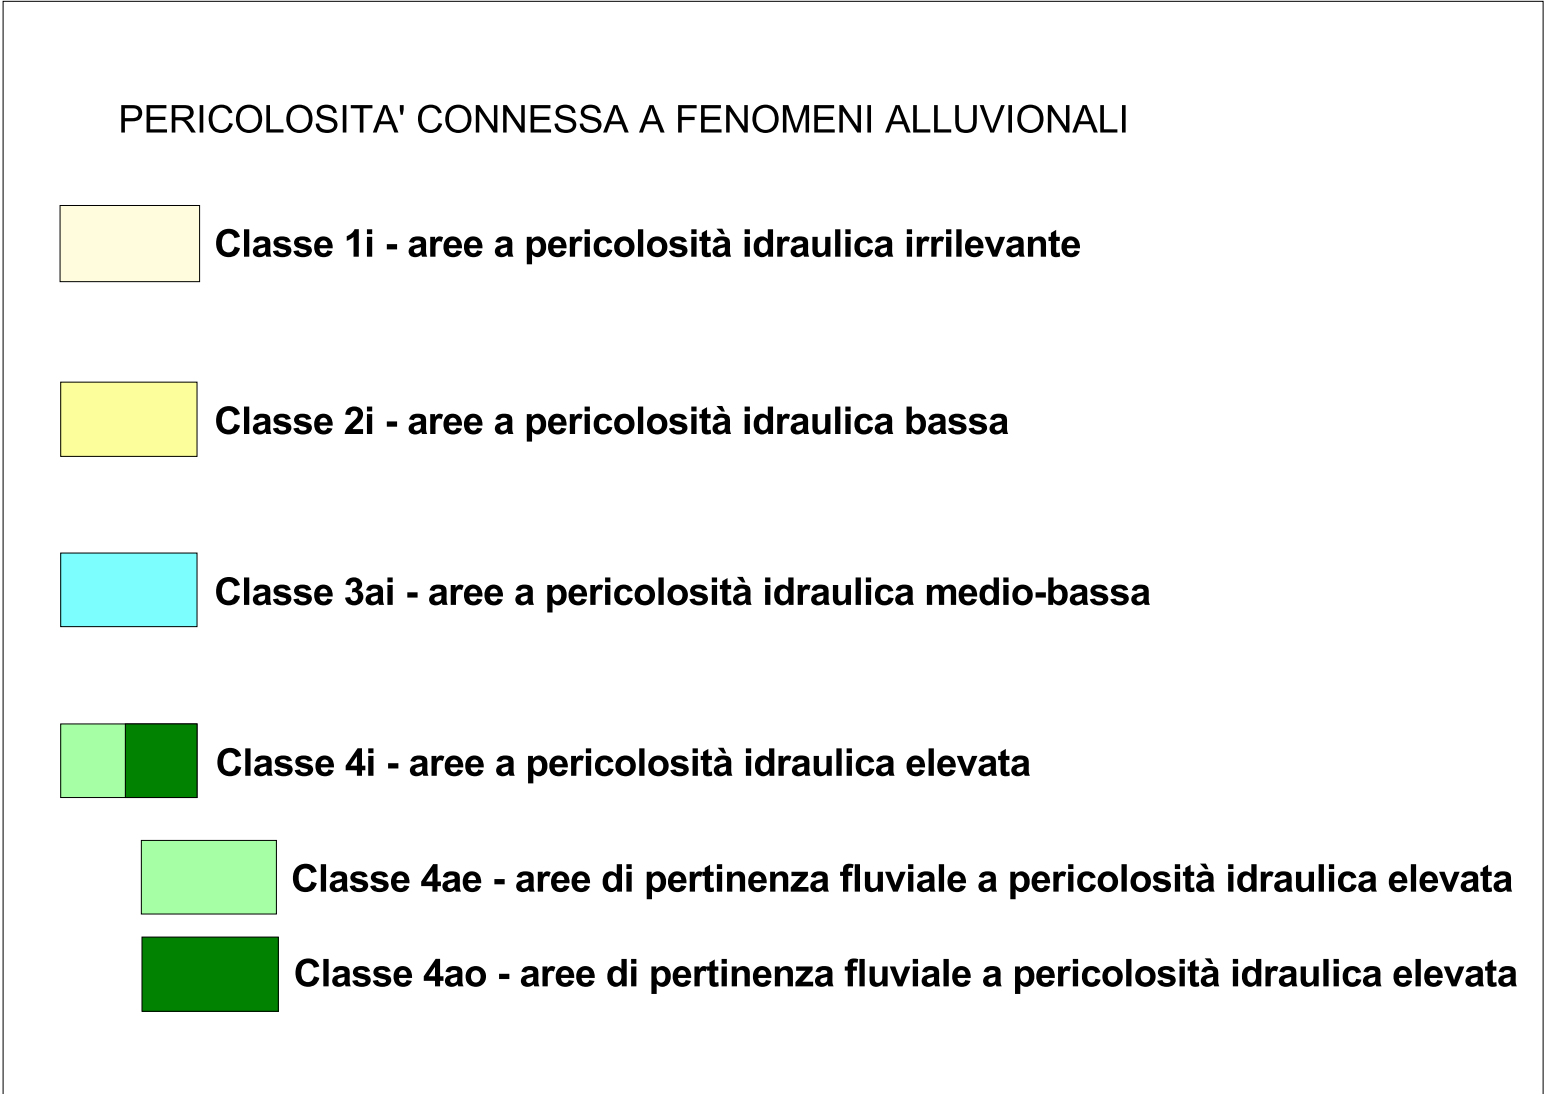 PERICOLOSITA' CONNESSA A FENOMENI ALLUVIONALI
Classe 1i - aree a pericolosità idraulica irrilevante
Classe 2i - aree a pericolosità idraulica bassa
Classe 3ai - aree a pericolosità idraulica medio-bassa
Classe 4i - aree a pericolosità idraulica elevata
Classe 4ae - aree di pertinenza fluviale a pericolosità idraulica elevata
Classe 4ao - aree di pertinenza fluviale a pericolosità idraulica elevata